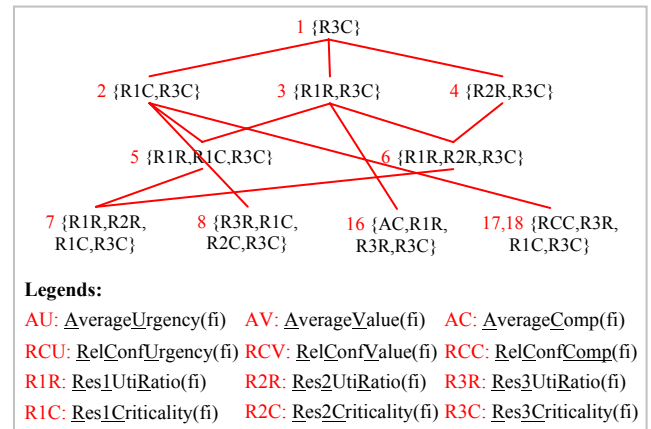 1 {R3C}
2 {R1C,R3C} 3 {R1R,R3C} 4 {R2R,R3C}
5 {R1R,R1C,R3C} 6 {R1R,R2R,R3C}
7 {R1R,R2R, 8 {R3R,R1C, 16 {AC,R1R, 17,18 {RCC,R3R,
R1C,R3C} R2C,R3C} R3R,R3C} R1C,R3C}
Legends:
AU: AverageUrgency(fi) AV: AverageValue(fi) AC: AverageComp(fi)
RCU: RelConfUrgency(fi) RCV: RelConfValue(fi) RCC: RelConfComp(fi)
R1R: Res1UtiRatio(fi) R2R: Res2UtiRatio(fi) R3R: Res3UtiRatio(fi)
R1C: Res1Criticality(fi) R2C: Res2Criticality(fi) R3C: Res3Criticality(fi)